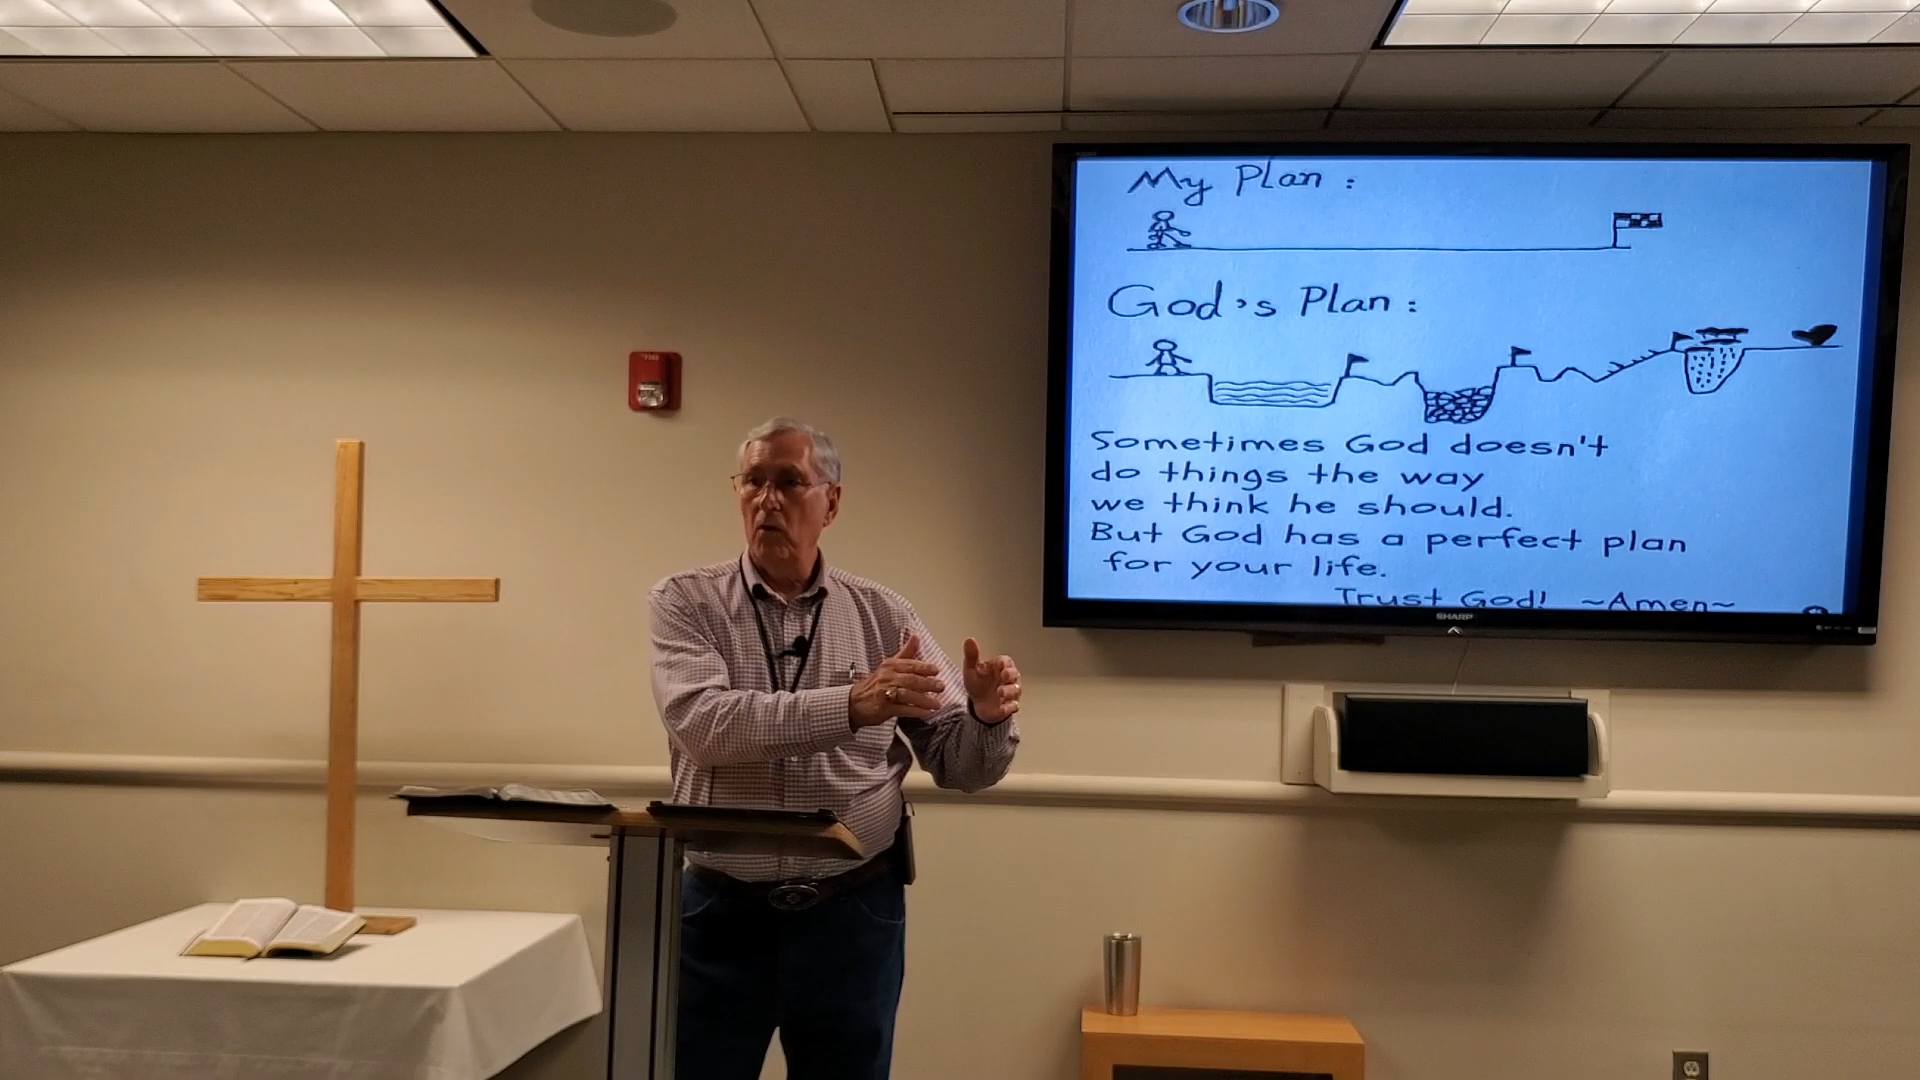 My Plan :
God's Plan :
Sometimes God doesn't
do things the way
we think he should.
But God has a perfect plan
for your life.
Trust God! ~Amen~
SHARP